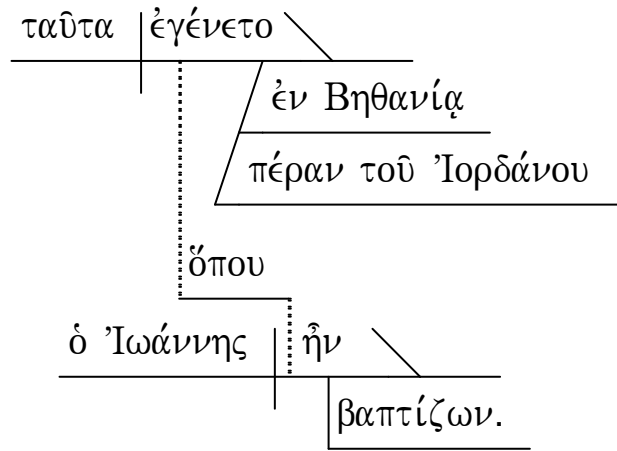 ταῦτα ἐγένετο
ἐν Βηθανίᾳ
πέραν τοῦ Ἰορδάνου
ὅπου
ὁ Ἰωάννης ἦν
βαπτίζων.